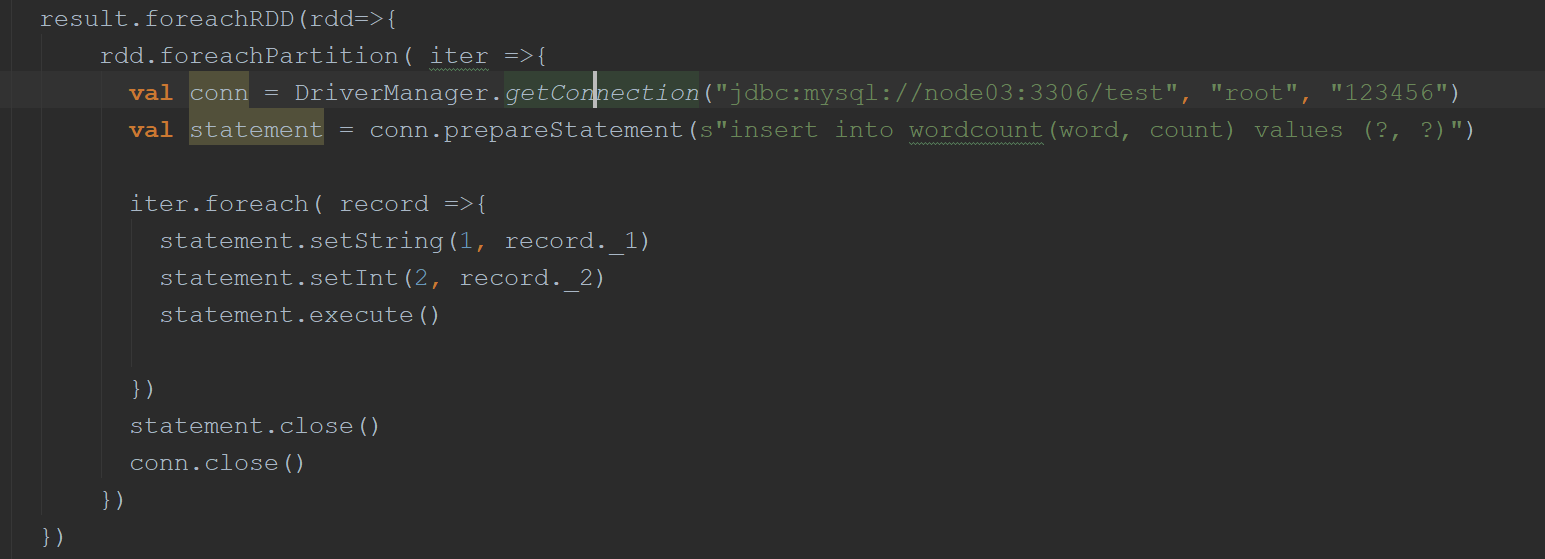 result.foreachRDD(rdd=>{
rdd.foreachPartition( iter =>{
val conn = DriverManager.getConnection("jdbc:mysql://node03:3306/test", "root", "123456")
val statement = conn.prepareStatement(s"insert into wordcount(word, count) values (?, ?)")
iter.foreach( record =>{
statement.setString(1, record._1)
statement.setInt(2, record._2)
statement.execute()
})
statement.close()
conn.close()
})
})